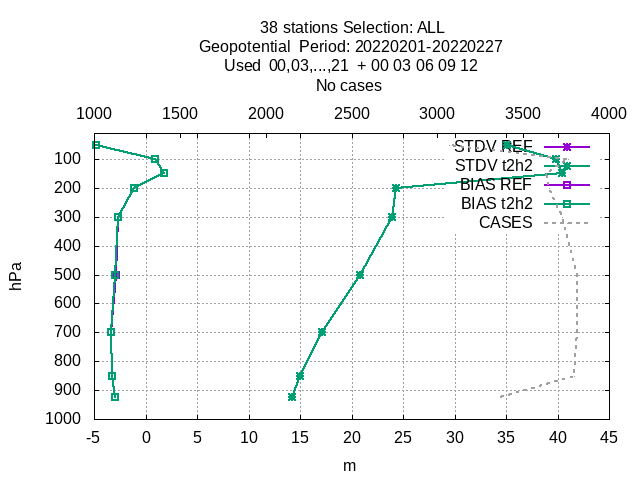 38 stations Selection: ALL
Geopotential  Period: 20220201-20220227
Used  00,03,...,21  + 00 03 06 09 12
No cases
1000 1500 2000 2500 3000 3500 4000
STDV REF
STDV t2h2
BIAS REF
BIAS t2h2
CASES
100
200
300
400
500
600
700
800
900
1000
hPa
-5 0 5 10 15 20 25 30 35 40 45
m